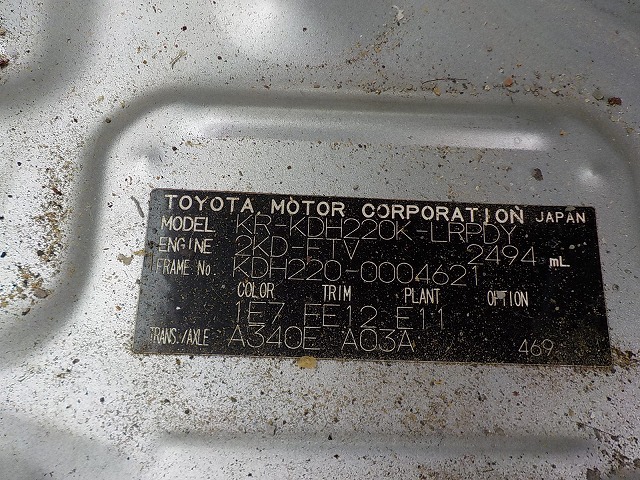 TOYOTA MOTOR CORPORATION JAPAN
MODEL KR-KDH220K-LRPDY
ENGINE 2KD-FTV 2494 mL
FRAME No. KDH220-0004621
COLOR TRIM PLANT OPTION
1E7 FE12 E11
TRANS./AXLE A340E A03A
469